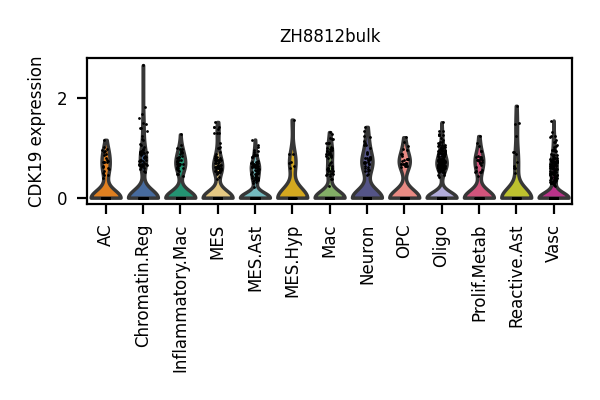 ZH8812bulk
CDK19 expression
2
0
AC
Chromatin.Reg
Inflammatory.Mac
MES
MES.Ast
MES.Hyp
Mac
Neuron
OPC
Oligo
Prolif.Metab
Reactive.Ast
Vasc